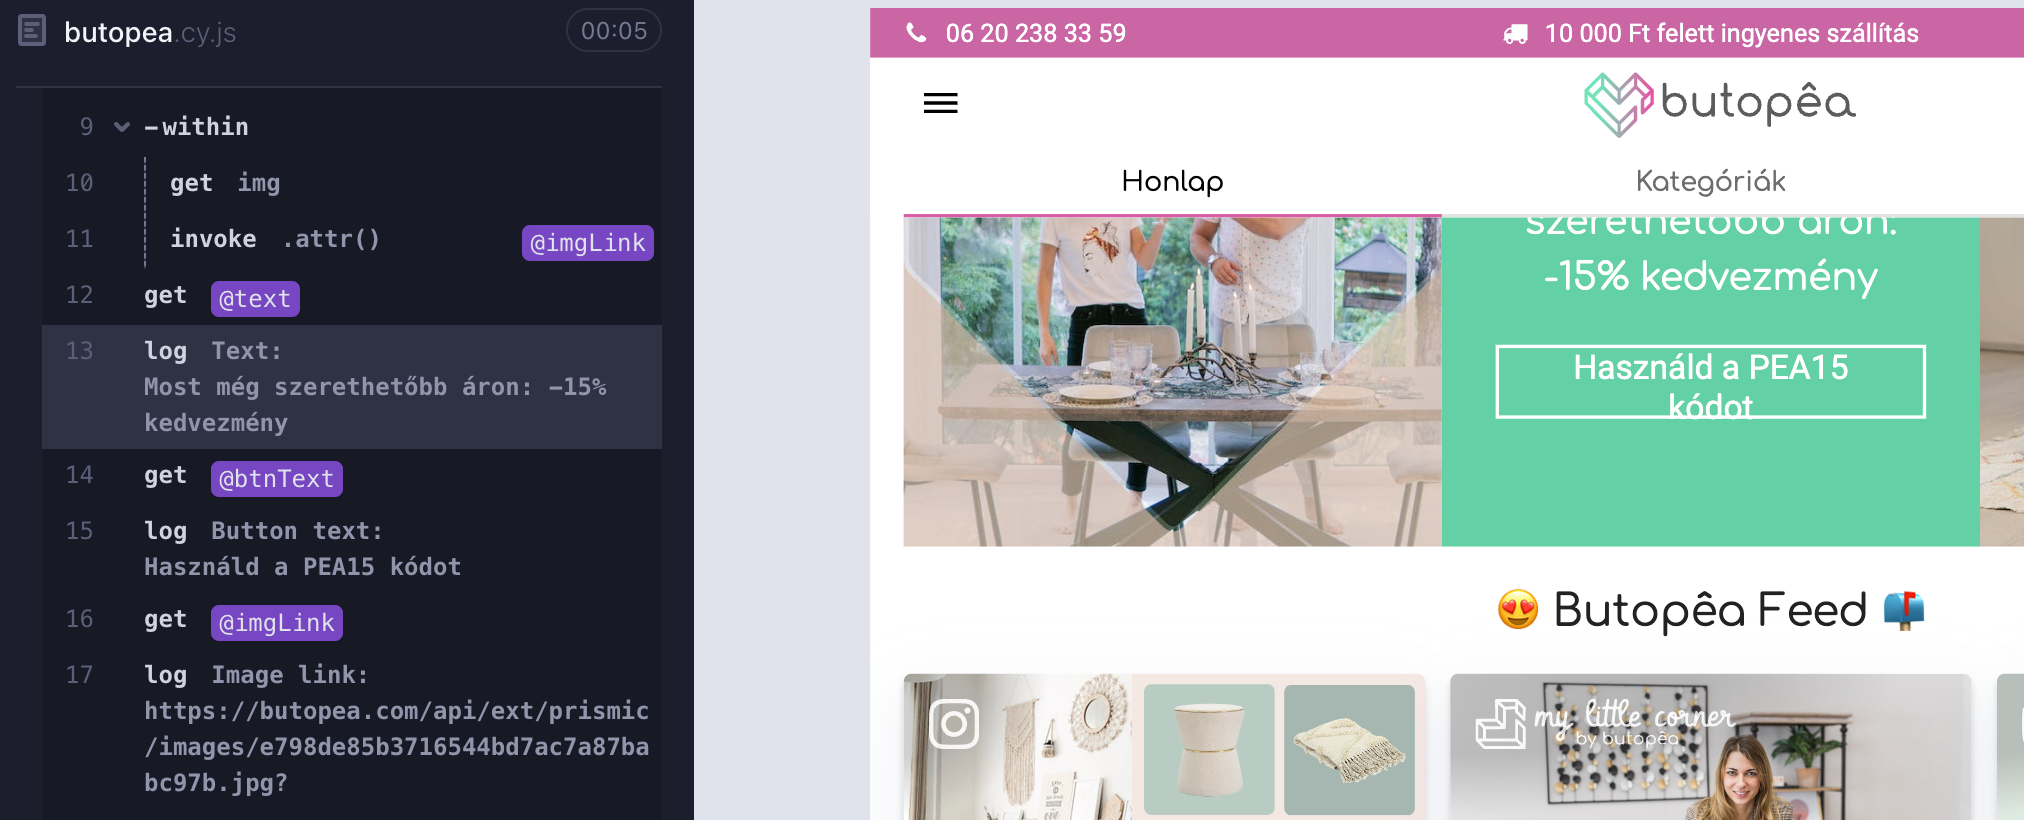 butopea.cy.js
00:05
9 -within
10 get img
11 invoke .attr() @imgLink
12 get @text
13 log Text:
Most még szerethetőbb áron: -15%
kedvezmény
14 get @btnText
15 log Button text:
Használd a PEA15 kódot
16 get @imgLink
17 log Image link:
https://butopea.com/api/ext/prismic
/images/e798de85b3716544bd7ac7a87ba
bc97b.jpg?
06 20 238 33 59
10 000 Ft felett ingyenes szállítás
butopêa
Honlap
Kategóriák
szerethetőbb áron:
-15% kedvezmény
Használd a PEA15
kódot
😍 Butopêa Feed 📫
my little corner
by butopêa